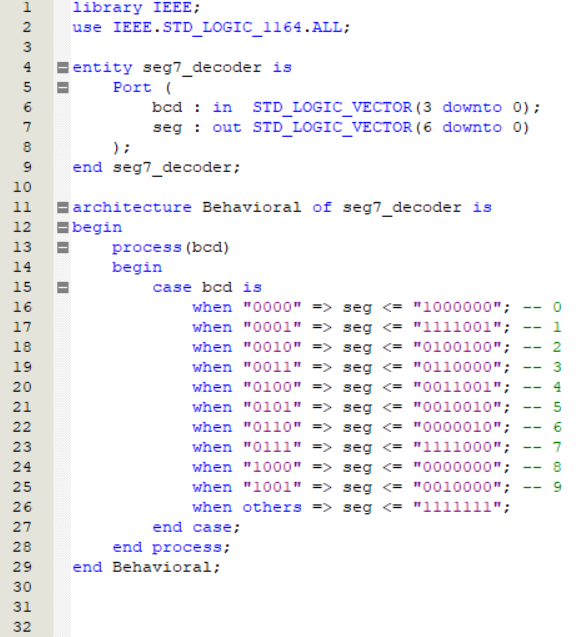 1 library IEEE;
2 use IEEE.STD_LOGIC_1164.ALL;
3
4 entity seg7_decoder is
5 Port (
6 bcd : in  STD_LOGIC_VECTOR(3 downto 0);
7 seg : out STD_LOGIC_VECTOR(6 downto 0)
8 );
9 end seg7_decoder;
10
11 architecture Behavioral of seg7_decoder is
12 begin
13 process(bcd)
14 begin
15 case bcd is
16 when "0000" => seg <= "1000000"; -- 0
17 when "0001" => seg <= "1111001"; -- 1
18 when "0010" => seg <= "0100100"; -- 2
19 when "0011" => seg <= "0110000"; -- 3
20 when "0100" => seg <= "0011001"; -- 4
21 when "0101" => seg <= "0010010"; -- 5
22 when "0110" => seg <= "0000010"; -- 6
23 when "0111" => seg <= "1111000"; -- 7
24 when "1000" => seg <= "0000000"; -- 8
25 when "1001" => seg <= "0010000"; -- 9
26 when others => seg <= "1111111";
27 end case;
28 end process;
29 end Behavioral;
30
31
32